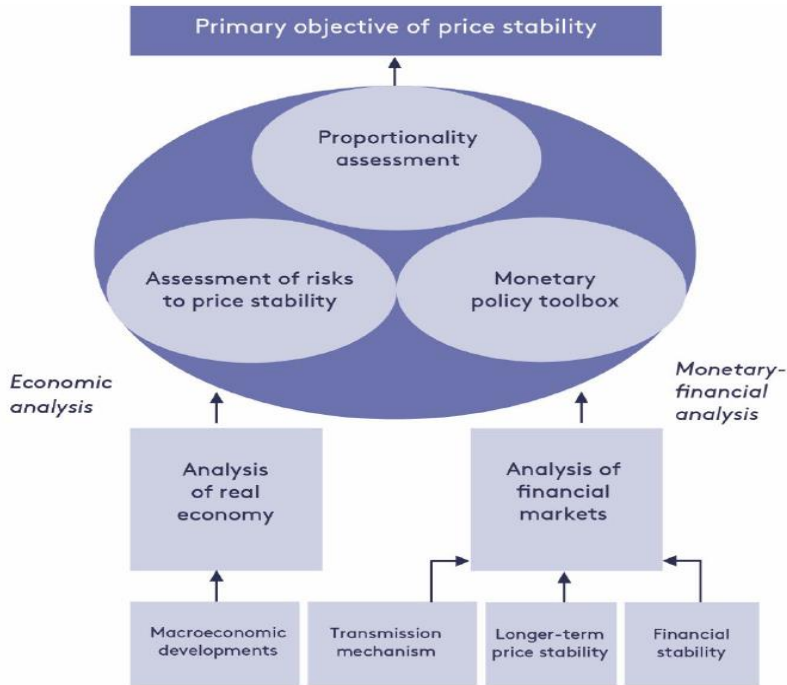 Primary objective of price stability
Proportionality
assessment
Assessment of risks
to price stability
Monetary
policy toolbox
Economic
analysis
Monetary-
financial
analysis
Analysis
of real
economy
Analysis of
financial
markets
Macroeconomic
developments
Transmission
mechanism
Longer-term
price stability
Financial
stability